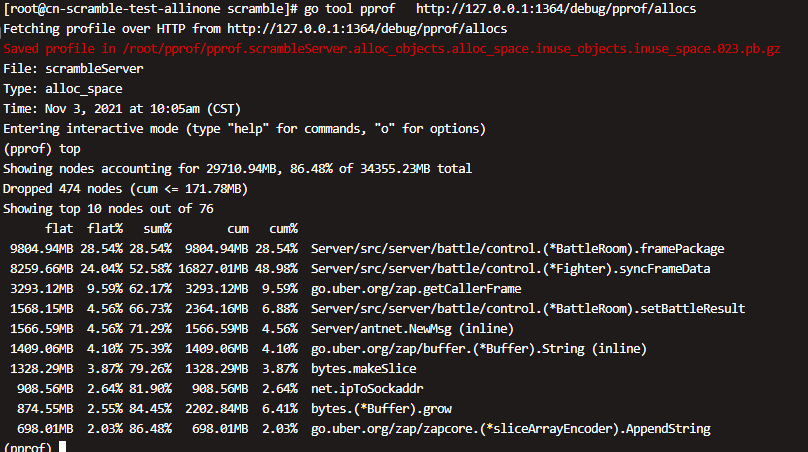 [root@cn-scramble-test-allinone scramble]# go tool pprof   http://127.0.0.1:1364/debug/pprof/allocs
Fetching profile over HTTP from http://127.0.0.1:1364/debug/pprof/allocs
Saved profile in /root/pprof/pprof.scrambleServer.alloc_objects.alloc_space.inuse_objects.inuse_space.023.pb.gz
File: scrambleServer
Type: alloc_space
Time: Nov 3, 2021 at 10:05am (CST)
Entering interactive mode (type "help" for commands, "o" for options)
(pprof) top
Showing nodes accounting for 29710.94MB, 86.48% of 34355.23MB total
Dropped 474 nodes (cum <= 171.78MB)
Showing top 10 nodes out of 76
      flat  flat%   sum%        cum   cum%
 9804.94MB 28.54% 28.54%  9804.94MB 28.54%  Server/src/server/battle/control.(*BattleRoom).framePackage
 8259.66MB 24.04% 52.58% 16827.01MB 48.98%  Server/src/server/battle/control.(*Fighter).syncFrameData
 3293.12MB  9.59% 62.17%  3293.12MB  9.59%  go.uber.org/zap.getCallerFrame
 1568.15MB  4.56% 66.73%  2364.16MB  6.88%  Server/src/server/battle/control.(*BattleRoom).setBattleResult
 1566.59MB  4.56% 71.29%  1566.59MB  4.56%  Server/antnet.NewMsg (inline)
 1409.06MB  4.10% 75.39%  1409.06MB  4.10%  go.uber.org/zap/buffer.(*Buffer).String (inline)
 1328.29MB  3.87% 79.26%  1328.29MB  3.87%  bytes.makeSlice
  908.56MB  2.64% 81.90%   908.56MB  2.64%  net.ipToSockaddr
  874.55MB  2.55% 84.45%  2202.84MB  6.41%  bytes.(*Buffer).grow
  698.01MB  2.03% 86.48%   698.01MB  2.03%  go.uber.org/zap/zapcore.(*sliceArrayEncoder).AppendString
(pprof)